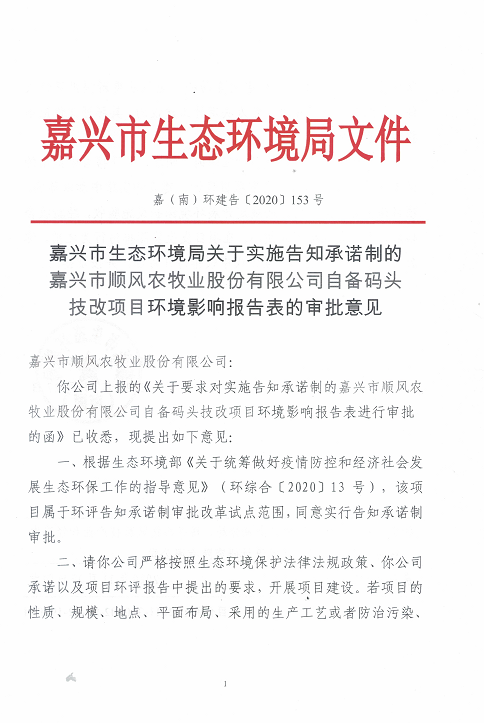 嘉兴市生态环境局文件
嘉（南）环建告〔2020〕153号
嘉兴市生态环境局关于实施告知承诺制的
嘉兴市顺风农牧业股份有限公司自备码头
技改项目环境影响报告表的审批意见
嘉兴市顺风农牧业股份有限公司：
你公司上报的《关于要求对实施告知承诺制的嘉兴市顺风农
牧业股份有限公司自备码头技改项目环境影响报告表进行审批
的函》已收悉，现提出如下意见：
一、根据生态环境部《关于统筹做好疫情防控和经济社会发
展生态环保工作的指导意见》（环综合〔2020〕13 号），该项
目属于环评告知承诺制审批改革试点范围，同意实行告知承诺制
审批。
二、请你公司严格按照生态环境保护法律法规政策、你公司
承诺以及项目环评报告中提出的要求，开展项目建设。若项目的
性质、规模、地点、平面布局、采用的生产工艺或者防治污染、
1